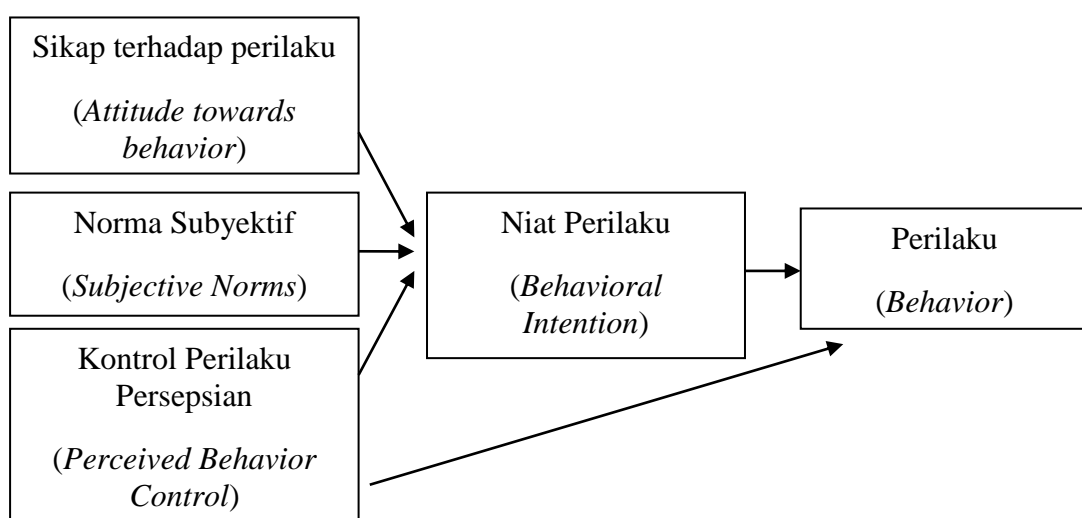 Sikap terhadap perilaku
(Attitude towards
behavior)
Norma Subyektif
(Subjective Norms)
Kontrol Perilaku
Persepsian
(Perceived Behavior
Control)
Niat Perilaku
(Behavioral
Intention)
Perilaku
(Behavior)